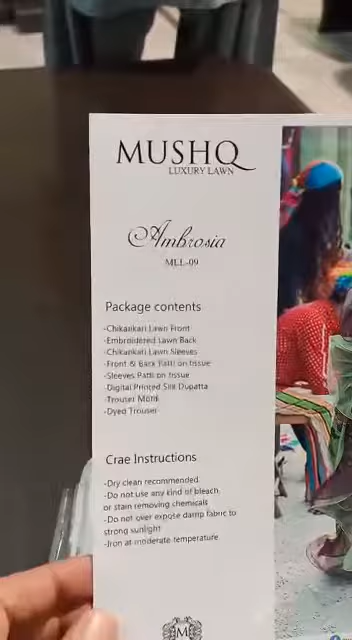 MUSHQ
LUXURY LAWN
Ambrosia
MLL-09
Package contents
-Chikankari Lawn Front
-Embroidered Lawn Back
-Chikankari Lawn Sleeves
-Front & Back Patti on tissue
-Sleeves Patti on tissue
-Digital Printed Silk Dupatta
-Trouser Motif
-Dyed Trouser
Crae Instructions
-Dry clean recommended
-Do not use any kind of bleach
or stain removing chemicals
-Do not over expose damp fabric to
strong sunlight
-Iron at moderate temperature
M